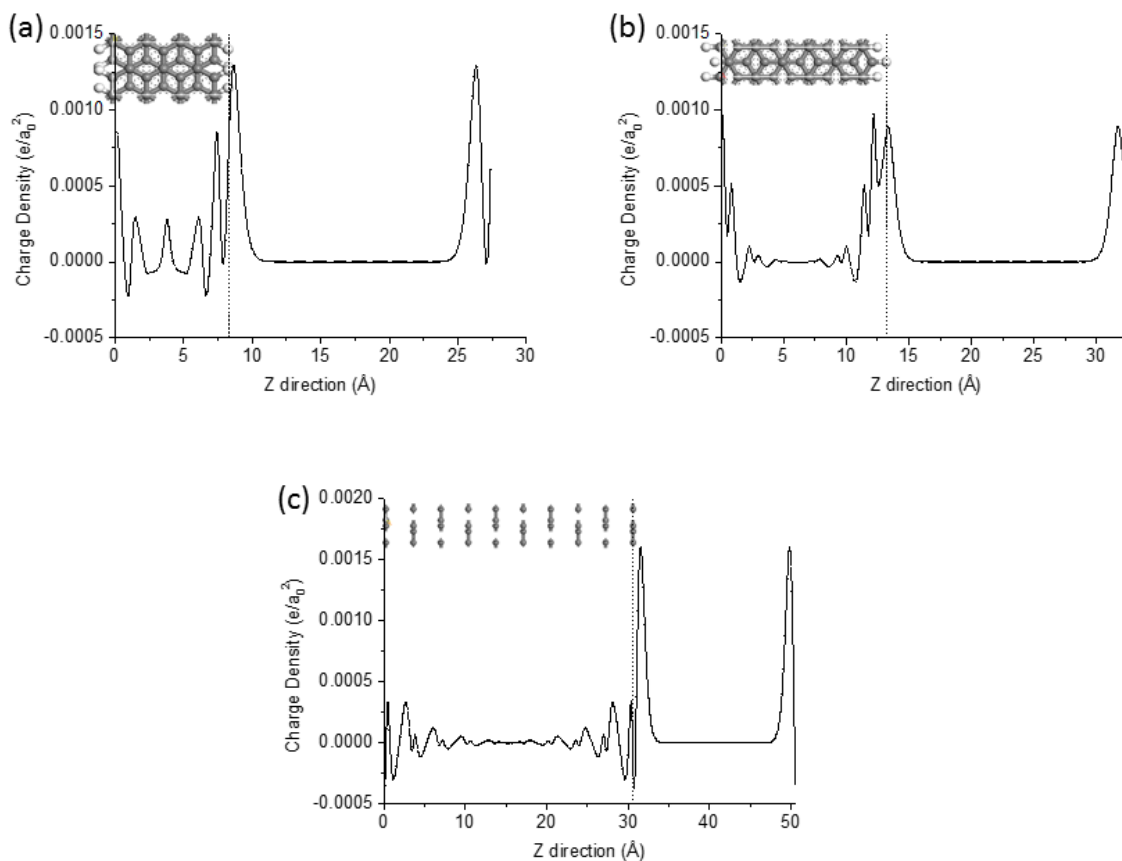 (a)
0.0015
0.0010
0.0005
0.0000
-0.0005
Charge Density (e/a₀²)
0 5 10 15 20 25 30
Z direction (Å)
(b)
0.0015
0.0010
0.0005
0.0000
-0.0005
Charge Density (e/a₀²)
0 5 10 15 20 25 30
Z direction (Å)
(c)
0.0020
0.0015
0.0010
0.0005
0.0000
-0.0005
Charge Density (e/a₀²)
0 10 20 30 40 50
Z direction (Å)